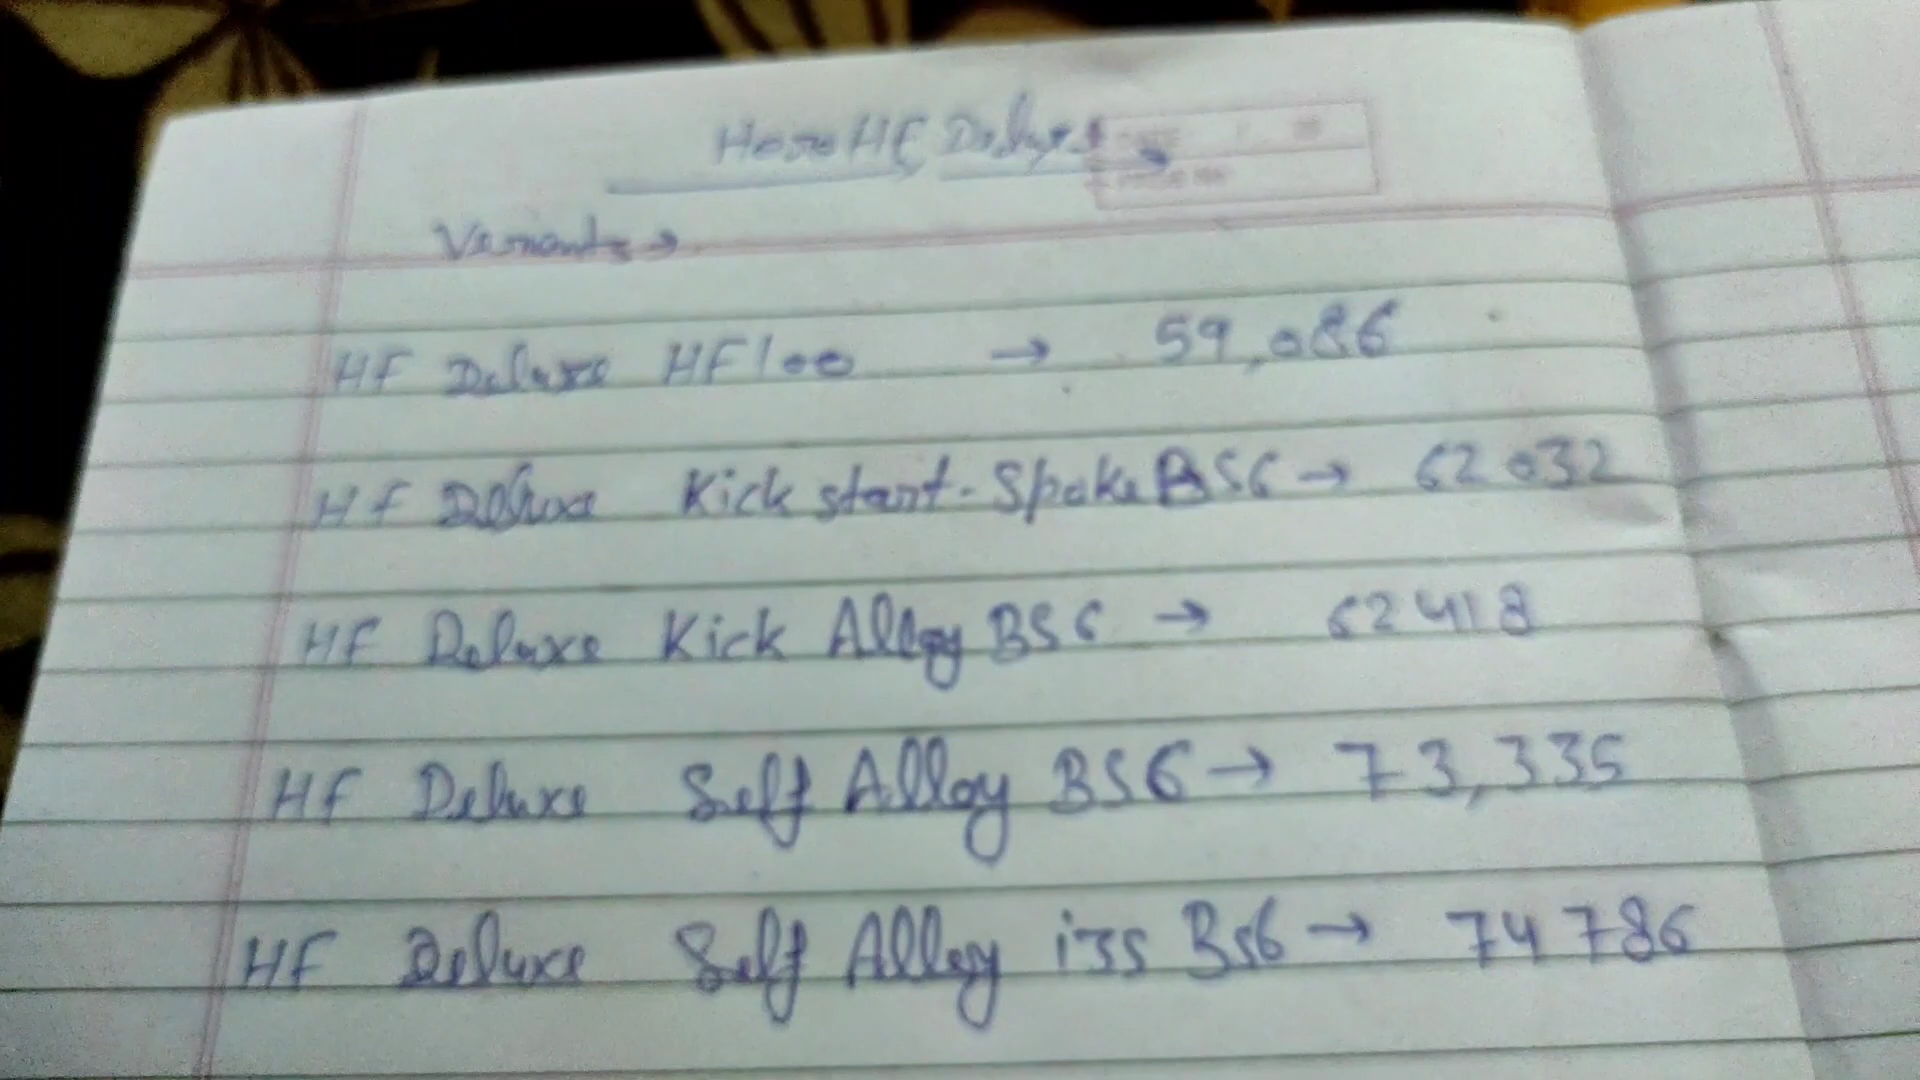 Hero HF Deluxe →
Variants →
HF Deluxe HF100 → 59,086
HF Deluxe Kick start-Spoke BS6 → 62032
HF Deluxe Kick Alloy BS6 → 62418
HF Deluxe Self Alloy BS6 → 73,335
HF Deluxe Self Alloy i3s BS6 → 74786